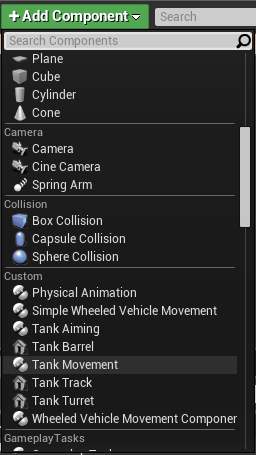 + Add Component
Search
Search Components
Plane
Cube
Cylinder
Cone
Camera
Camera
Cine Camera
Spring Arm
Collision
Box Collision
Capsule Collision
Sphere Collision
Custom
Physical Animation
Simple Wheeled Vehicle Movement
Tank Aiming
Tank Barrel
Tank Movement
Tank Track
Tank Turret
Wheeled Vehicle Movement Componen
GameplayTasks